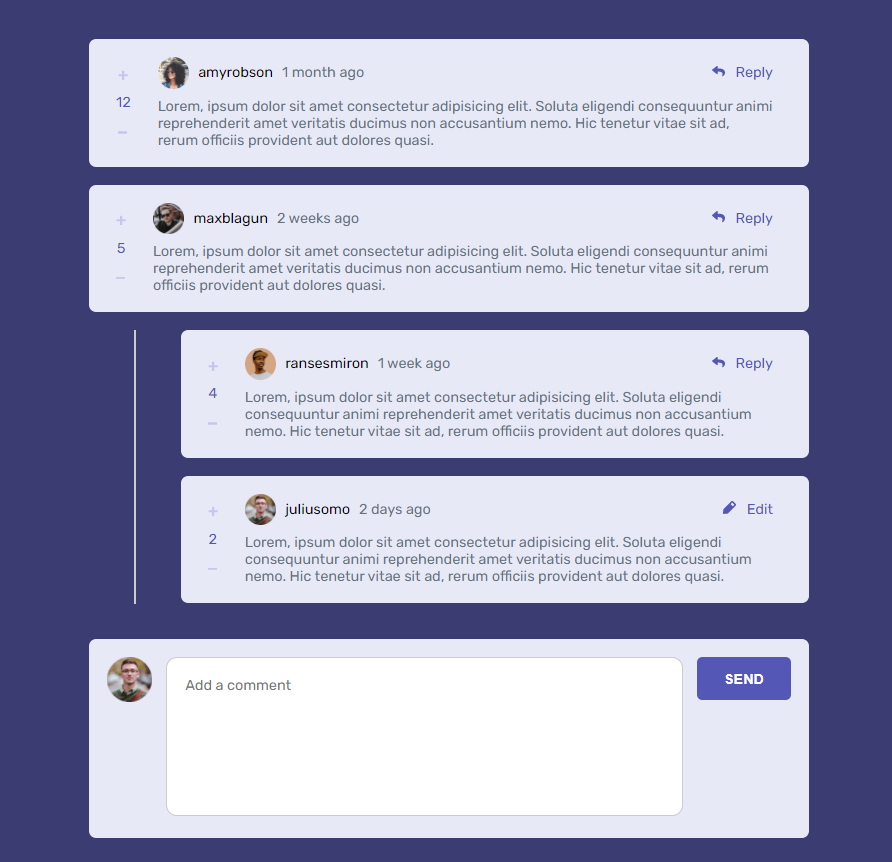 +
amyrobson 1 month ago Reply
12
Lorem, ipsum dolor sit amet consectetur adipisicing elit. Soluta eligendi consequuntur animi
reprehenderit amet veritatis ducimus non accusantium nemo. Hic tenetur vitae sit ad,
rerum officiis provident aut dolores quasi.
−
+
maxblagun 2 weeks ago Reply
5
Lorem, ipsum dolor sit amet consectetur adipisicing elit. Soluta eligendi consequuntur animi
reprehenderit amet veritatis ducimus non accusantium nemo. Hic tenetur vitae sit ad, rerum
officiis provident aut dolores quasi.
−
+
ransesmiron 1 week ago Reply
4
Lorem, ipsum dolor sit amet consectetur adipisicing elit. Soluta eligendi
consequuntur animi reprehenderit amet veritatis ducimus non accusantium
nemo. Hic tenetur vitae sit ad, rerum officiis provident aut dolores quasi.
−
+
juliusomo 2 days ago Edit
2
Lorem, ipsum dolor sit amet consectetur adipisicing elit. Soluta eligendi
consequuntur animi reprehenderit amet veritatis ducimus non accusantium
nemo. Hic tenetur vitae sit ad, rerum officiis provident aut dolores quasi.
−
Add a comment
SEND